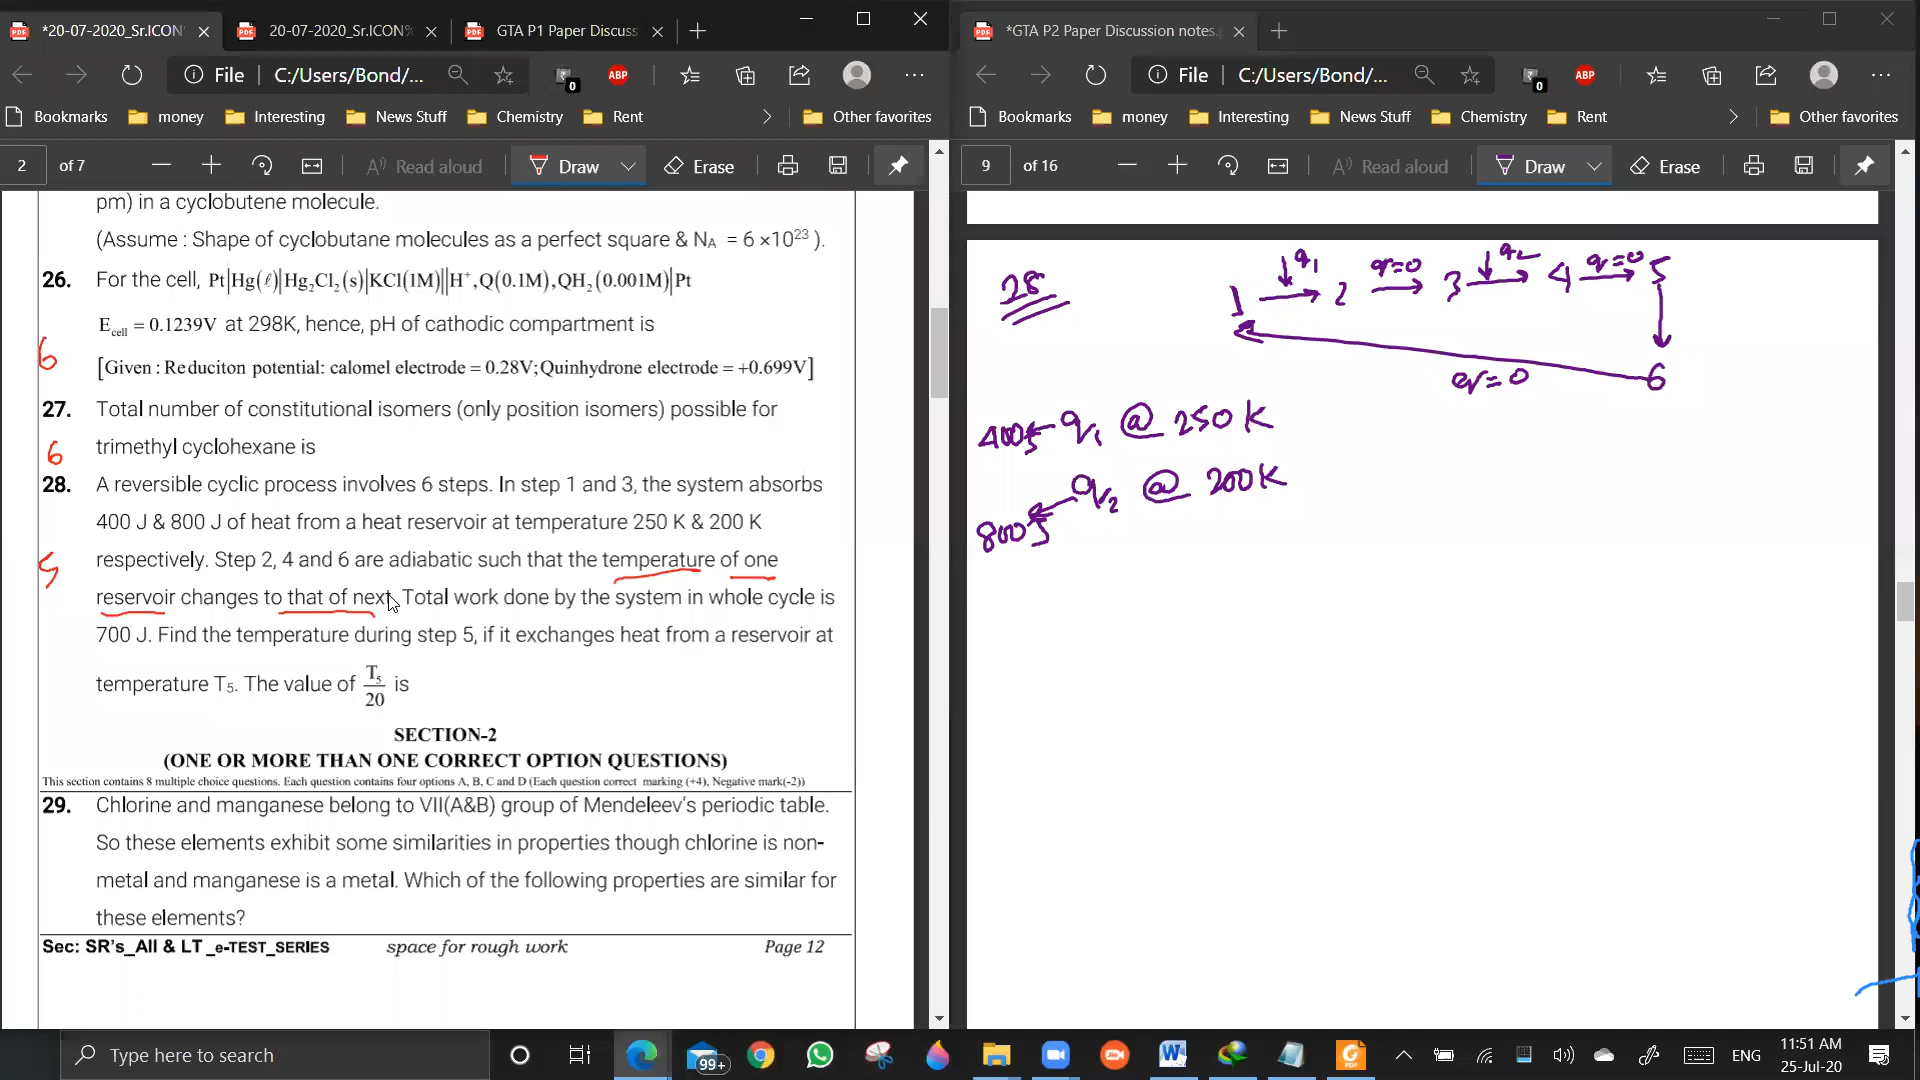 *20-07-2020_Sr.ICON
20-07-2020_Sr.ICON%
GTA P1 Paper Discuss
File
C:/Users/Bond/...
ABP
0
Bookmarks
money
Interesting
News Stuff
Chemistry
Rent
Other favorites
2 of 7
Read aloud
Draw
Erase
pm) in a cyclobutene molecule.
(Assume : Shape of cyclobutane molecules as a perfect square & NA = 6 ×10²³ ).
26. For the cell, Pt|Hg(ℓ)|Hg₂Cl₂(s)|KCl(1M)||H⁺,Q(0.1M),QH₂(0.001M)|Pt
Ecell = 0.1239V at 298K, hence, pH of cathodic compartment is
6
[Given : Reduciton potential: calomel electrode = 0.28V;Quinhydrone electrode = +0.699V]
27. Total number of constitutional isomers (only position isomers) possible for
6
trimethyl cyclohexane is
28. A reversible cyclic process involves 6 steps. In step 1 and 3, the system absorbs
400 J & 800 J of heat from a heat reservoir at temperature 250 K & 200 K
5
respectively. Step 2, 4 and 6 are adiabatic such that the temperature of one
reservoir changes to that of next. Total work done by the system in whole cycle is
700 J. Find the temperature during step 5, if it exchanges heat from a reservoir at
temperature T₅. The value of T₅/20 is
SECTION-2
(ONE OR MORE THAN ONE CORRECT OPTION QUESTIONS)
This section contains 8 multiple choice questions. Each question contains four options A, B, C and D (Each question correct marking (+4), Negative mark(-2))
29. Chlorine and manganese belong to VII(A&B) group of Mendeleev's periodic table.
So these elements exhibit some similarities in properties though chlorine is non-
metal and manganese is a metal. Which of the following properties are similar for
these elements?
Sec: SR's_All & LT _e-TEST_SERIES space for rough work Page 12
*GTA P2 Paper Discussion notes.p
File
C:/Users/Bond/...
ABP
0
Bookmarks
money
Interesting
News Stuff
Chemistry
Rent
Other favorites
9 of 16
Read aloud
Draw
Erase
28
q₁ q=0 q₂ q=0
1 → 2 → 3 → 4 → 5
6
q=0
400J ← q₁ @ 250 K
q₂ @ 200K
800J
Type here to search
99+
ENG
11:51 AM
25-Jul-20